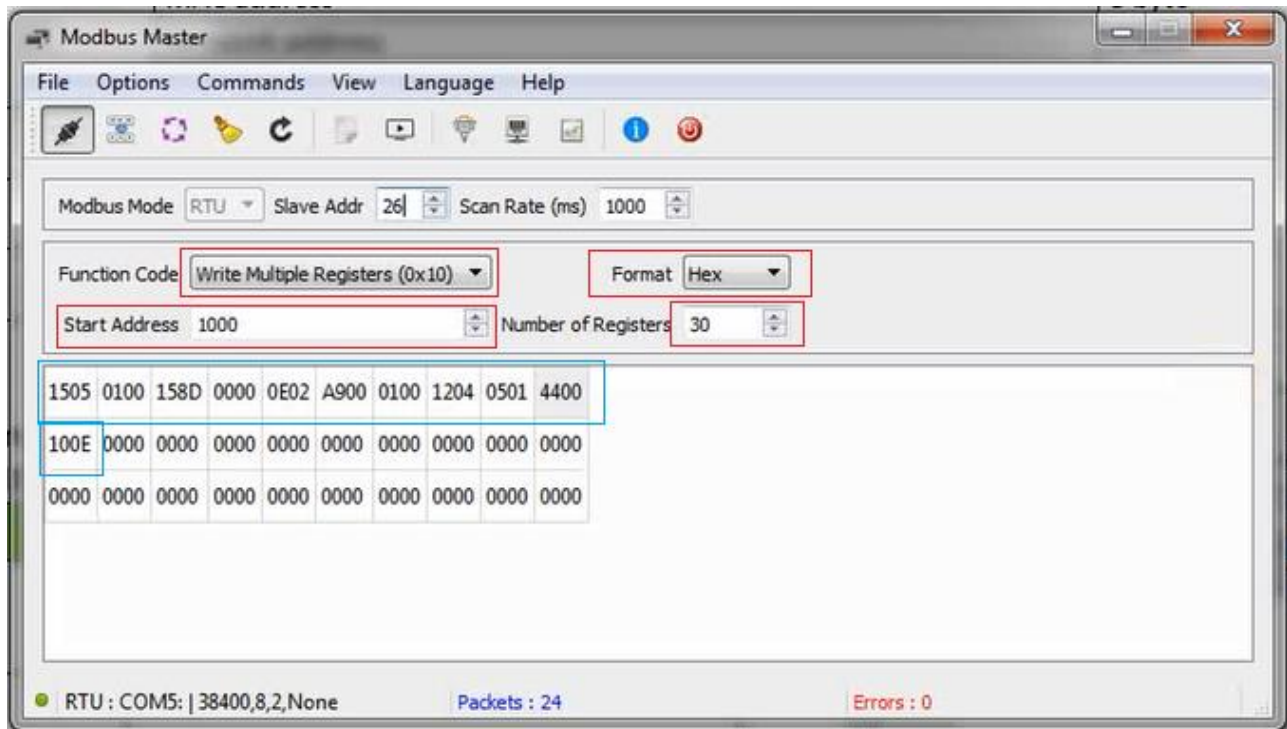 Modbus Master
File Options Commands View Language Help
Modbus Mode RTU Slave Addr 26 Scan Rate (ms) 1000
Function Code Write Multiple Registers (0x10) Format Hex
Start Address 1000 Number of Registers 30
1505 0100 158D 0000 0E02 A900 0100 1204 0501 4400
100E 0000 0000 0000 0000 0000 0000 0000 0000 0000
0000 0000 0000 0000 0000 0000 0000 0000 0000 0000
RTU : COM5: | 38400,8,2,None Packets : 24 Errors : 0